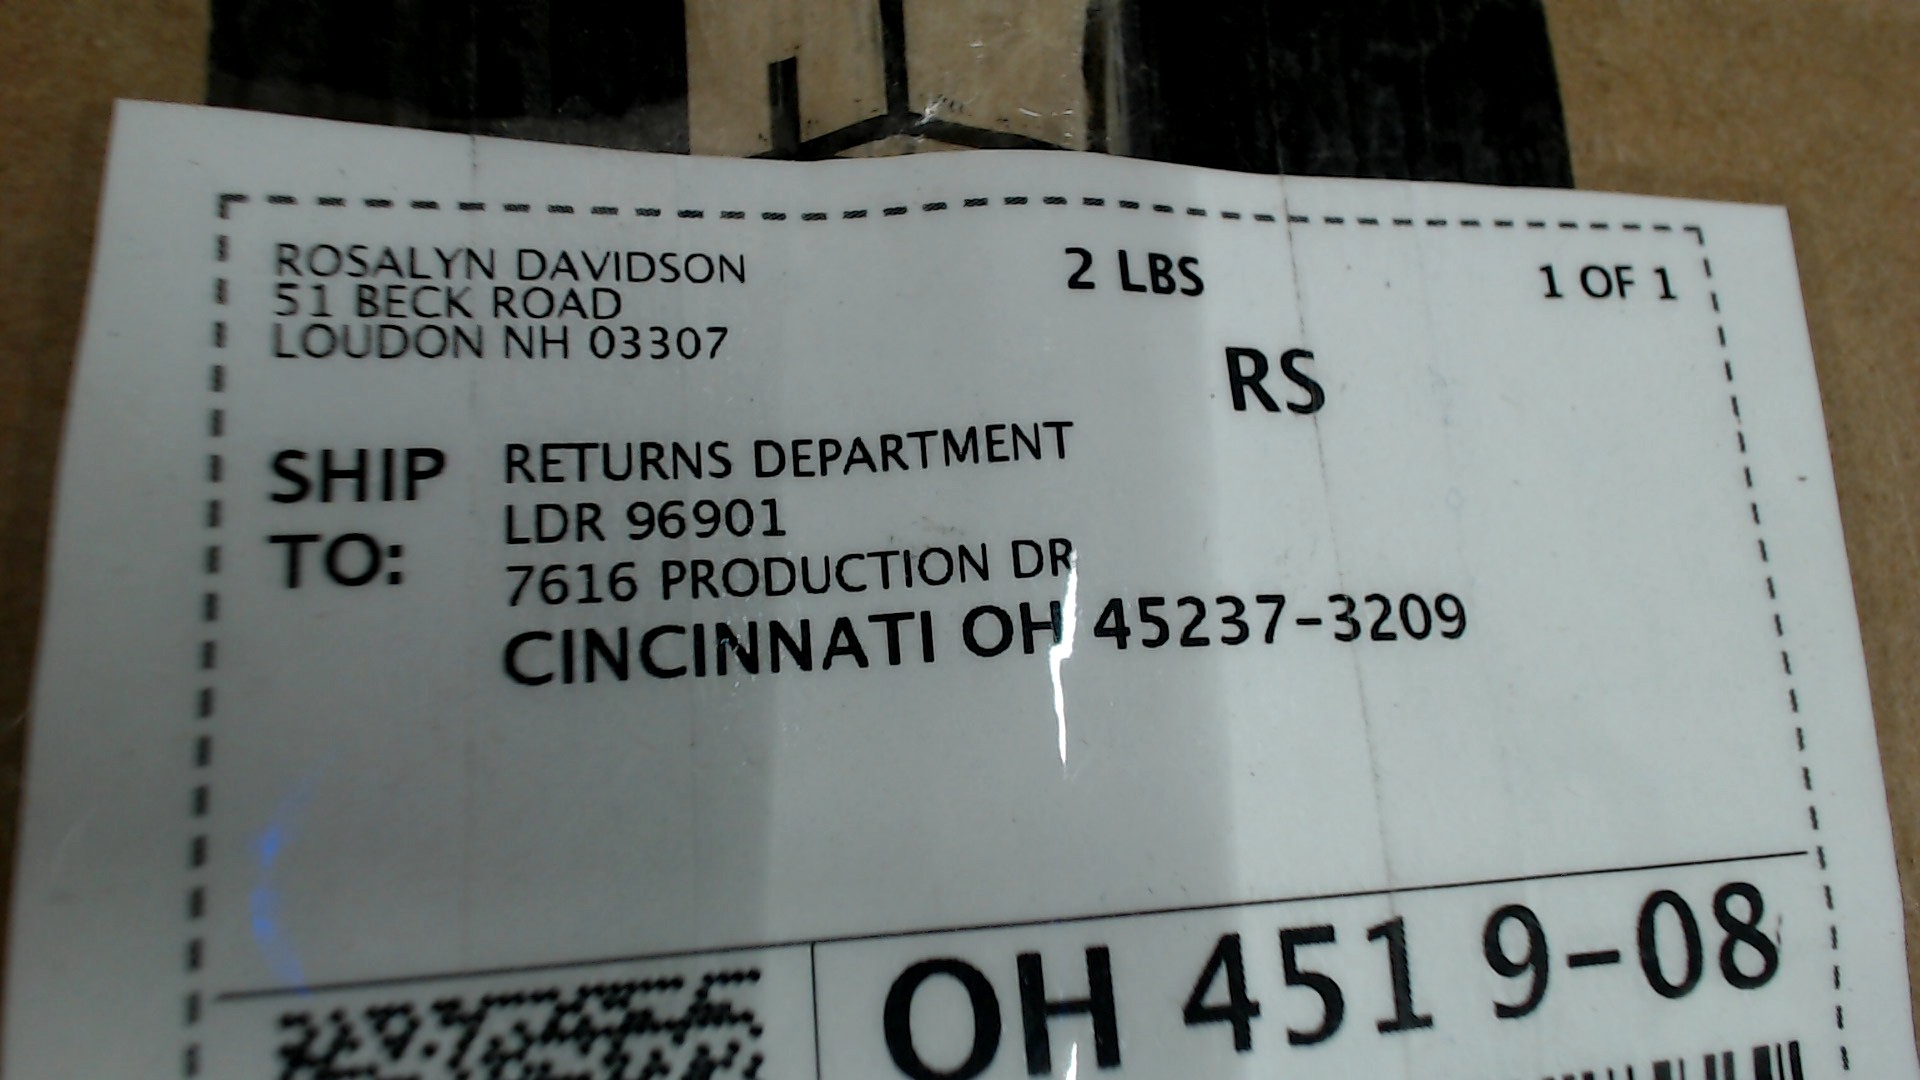 ROSALYN DAVIDSON
51 BECK ROAD
LOUDON NH 03307
2 LBS
1 OF 1
RS
SHIP TO:
RETURNS DEPARTMENT
LDR 96901
7616 PRODUCTION DR
CINCINNATI OH 45237-3209
OH 451 9-08